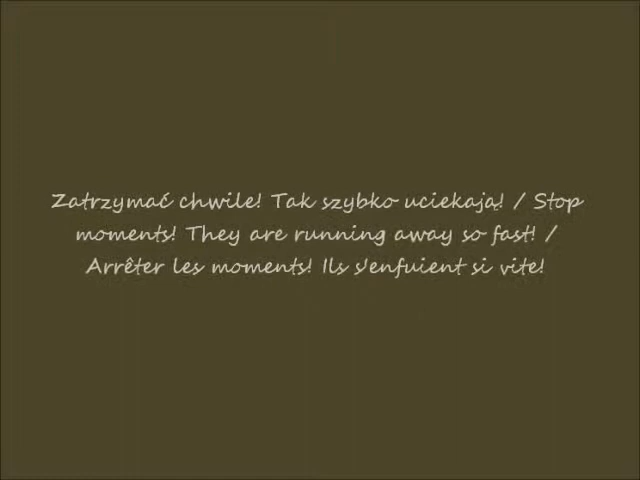 Zatrzymać chwile! Tak szybko uciekają! / Stop
moments! They are running away so fast! /
Arrêter les moments! Ils s'enfuient si vite!